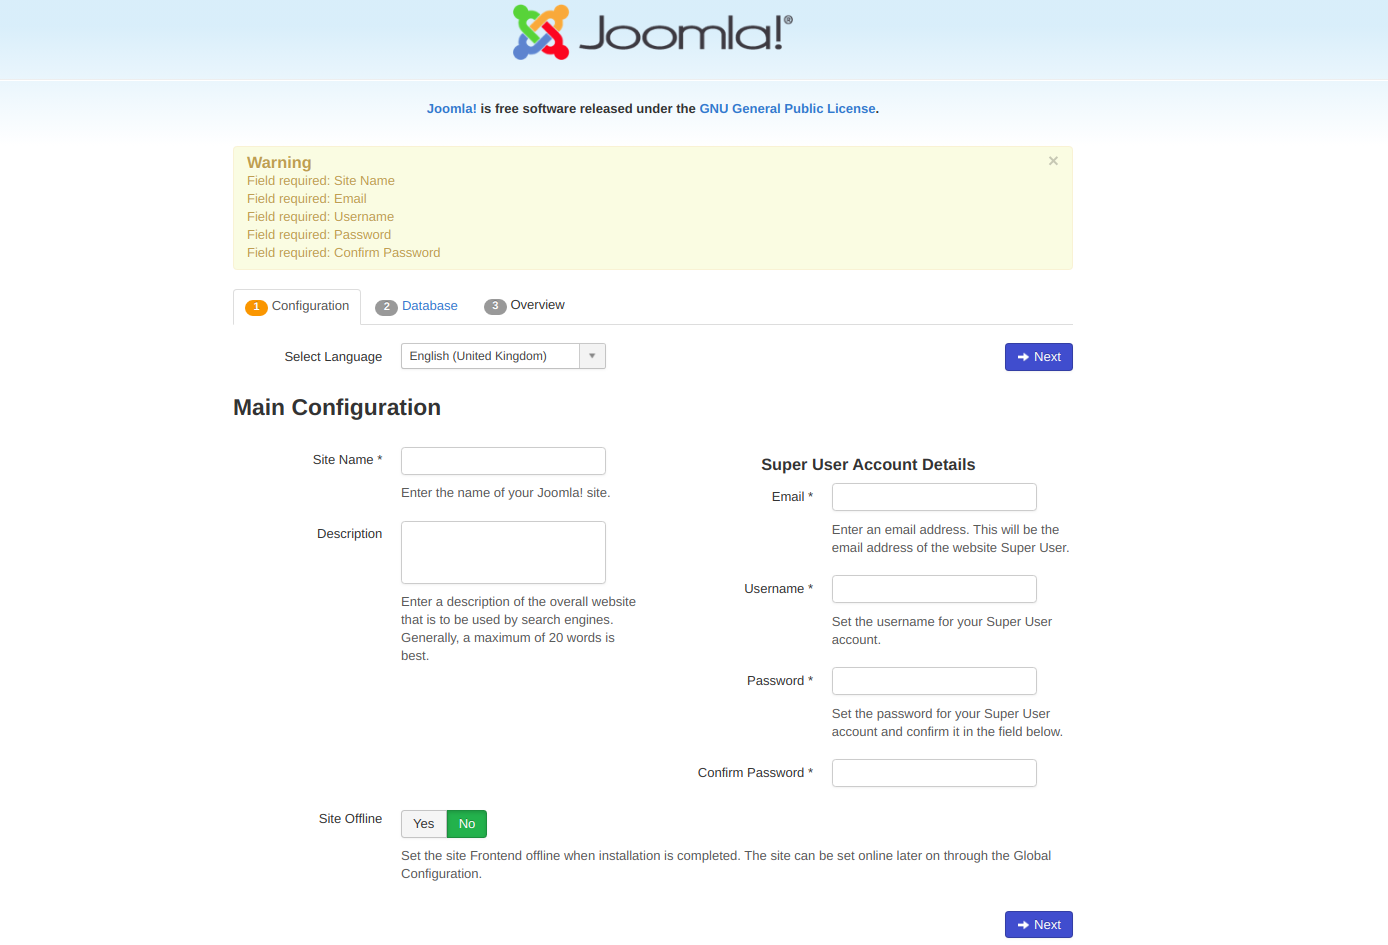 Joomla!®
Joomla! is free software released under the GNU General Public License.
Warning
×
Field required: Site Name
Field required: Email
Field required: Username
Field required: Password
Field required: Confirm Password
1 Configuration
2 Database
3 Overview
Select Language
English (United Kingdom)
Next
Main Configuration
Site Name *
Enter the name of your Joomla! site.
Description
Enter a description of the overall website
that is to be used by search engines.
Generally, a maximum of 20 words is
best.
Super User Account Details
Email *
Enter an email address. This will be the
email address of the website Super User.
Username *
Set the username for your Super User
account.
Password *
Set the password for your Super User
account and confirm it in the field below.
Confirm Password *
Site Offline
Yes No
Set the site Frontend offline when installation is completed. The site can be set online later on through the Global
Configuration.
Next